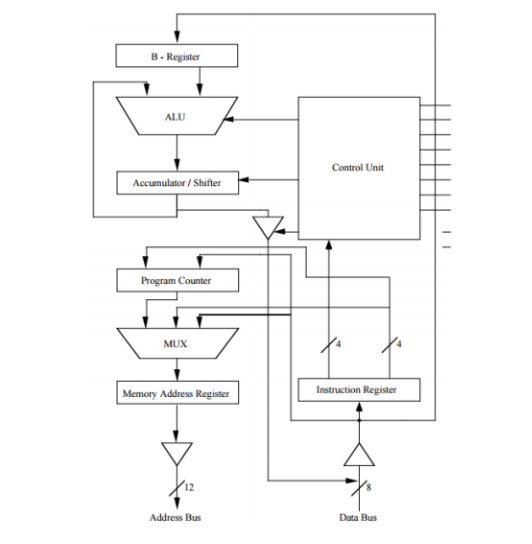 B - Register
ALU
Control Unit
Accumulator / Shifter
Program Counter
MUX
4
4
Instruction Register
Memory Address Register
12
8
Address Bus
Data Bus